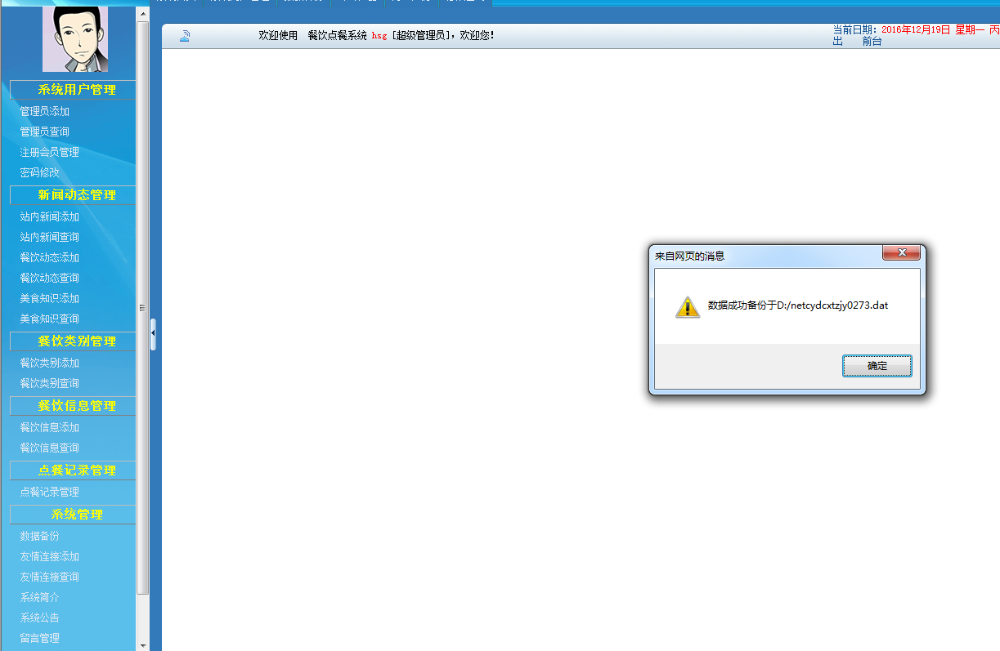 欢迎使用 餐饮点餐系统 hsg [超级管理员]，欢迎您!
当前日期：2016年12月19日 星期一 丙
出 前台
系统用户管理
管理员添加
管理员查询
注册会员管理
密码修改
新闻动态管理
站内新闻添加
站内新闻查询
餐饮动态添加
餐饮动态查询
美食知识添加
美食知识查询
餐饮类别管理
餐饮类别添加
餐饮类别查询
餐饮信息管理
餐饮信息添加
餐饮信息查询
点餐记录管理
点餐记录管理
系统管理
数据备份
友情连接添加
友情连接查询
系统简介
系统公告
留言管理
来自网页的消息
数据成功备份于D:/netcydcxtzjy0273.dat
确定